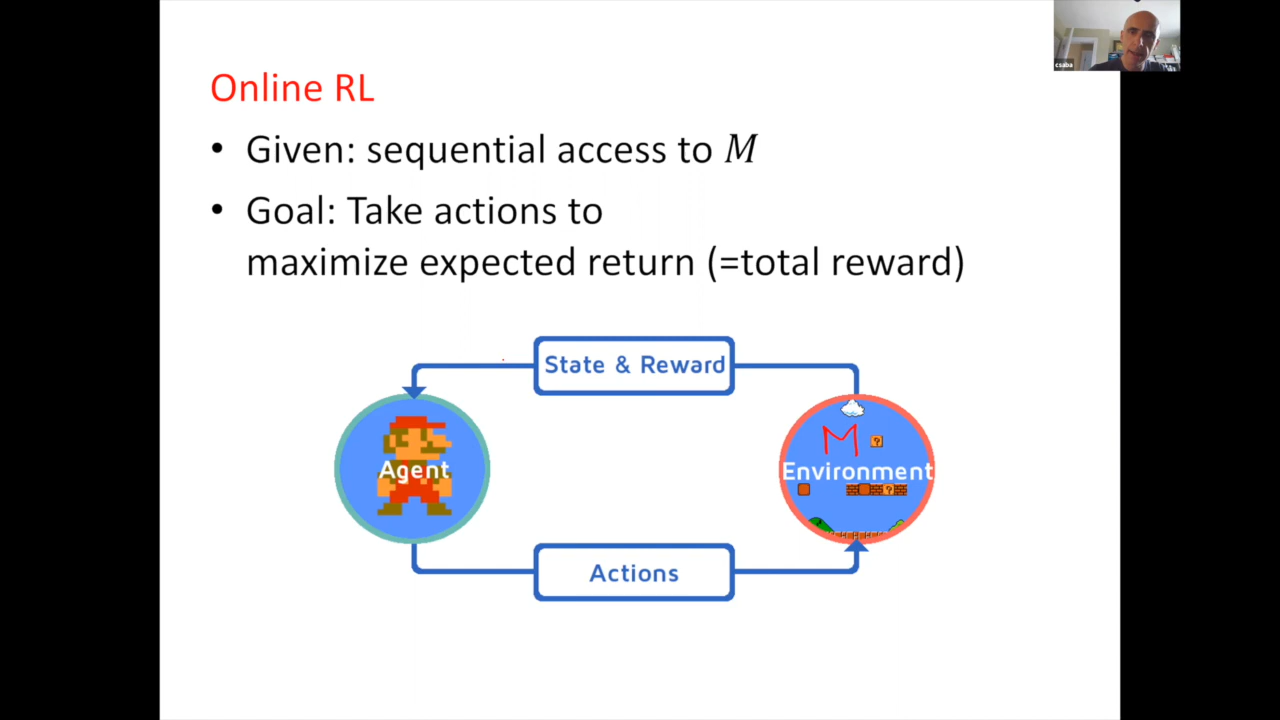 csaba
Online RL
• Given: sequential access to M
• Goal: Take actions to
maximize expected return (=total reward)
State & Reward
M
?
Agent
Environment
?
Actions